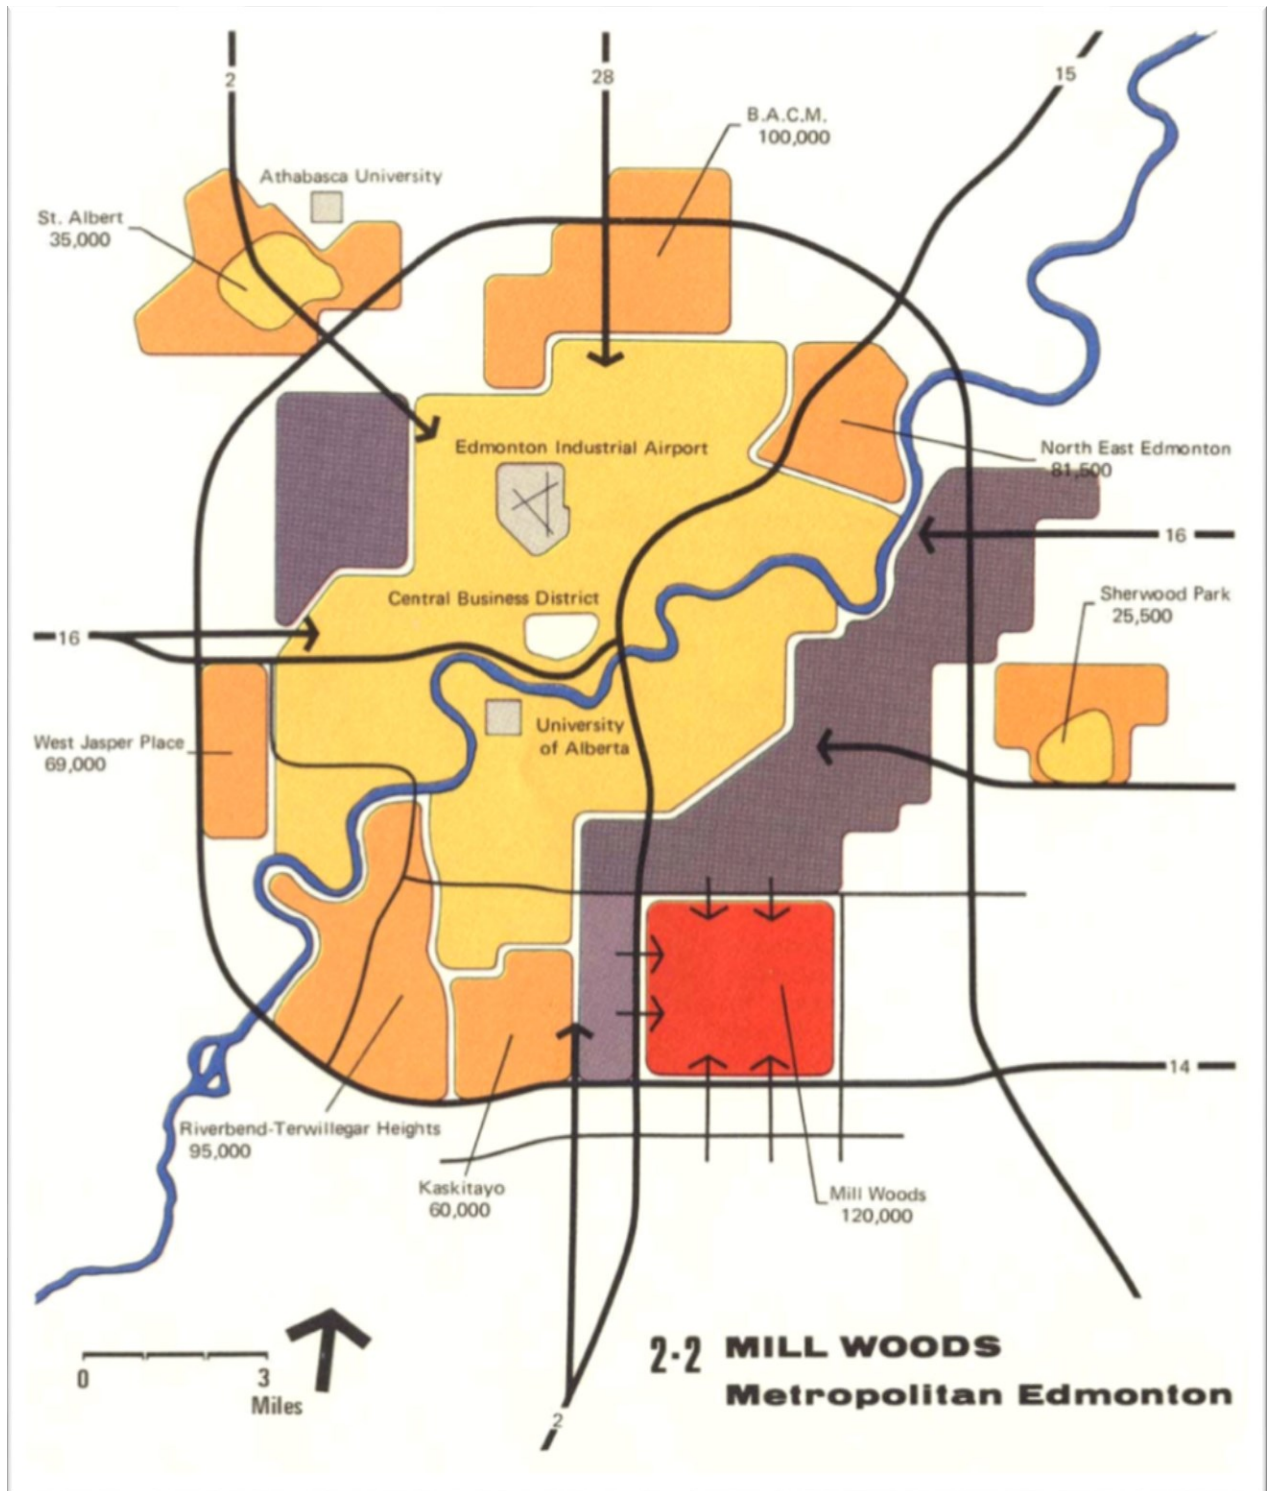 2
28
15
B.A.C.M.
100,000
Athabasca University
St. Albert
35,000
Edmonton Industrial Airport
North East Edmonton
81,500
16
Sherwood Park
25,500
Central Business District
16
University
of Alberta
West Jasper Place
69,000
14
Riverbend-Terwillegar Heights
95,000
Kaskitayo
60,000
Mill Woods
120,000
0 3
Miles
2·2 MILL WOODS
Metropolitan Edmonton
2